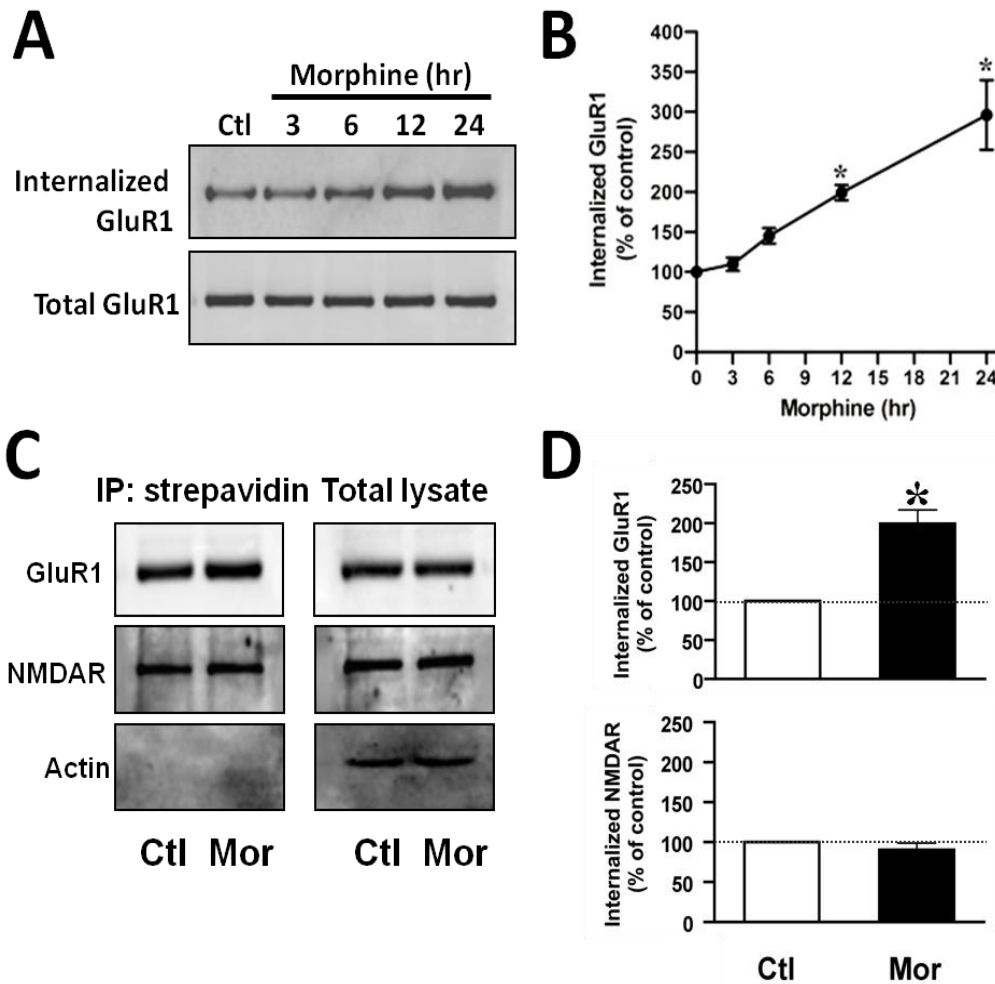 A
Morphine (hr)
Ctl 3 6 12 24
Internalized
GluR1
Total GluR1
B
Internalized GluR1
(% of control)
400
350
300
250
200
150
100
50
0
*
*
0 3 6 9 12 15 18 21 24
Morphine (hr)
C
IP: strepavidin Total lysate
GluR1
NMDAR
Actin
Ctl Mor Ctl Mor
D
Internalized GluR1
(% of control)
250
200
150
100
50
0
*
Internalized NMDAR
(% of control)
250
200
150
100
50
0
Ctl Mor